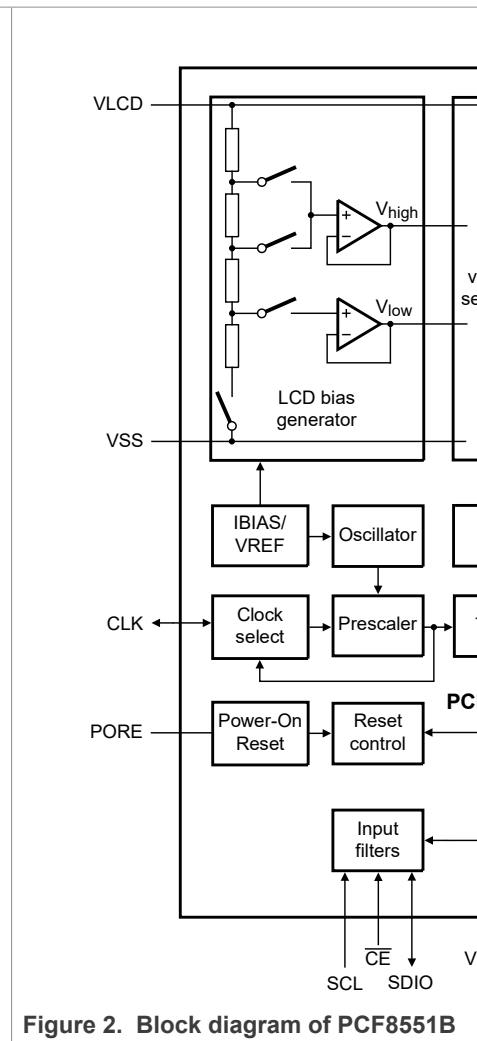 VLCD
Vhigh
Vlow
LCD bias
generator
VSS
IBIAS/
VREF
Oscillator
CLK
Clock
select
Prescaler
PORE
Power-On
Reset
Reset
control
Input
filters
SCL
CE
SDIO
Figure 2. Block diagram of PCF8551B